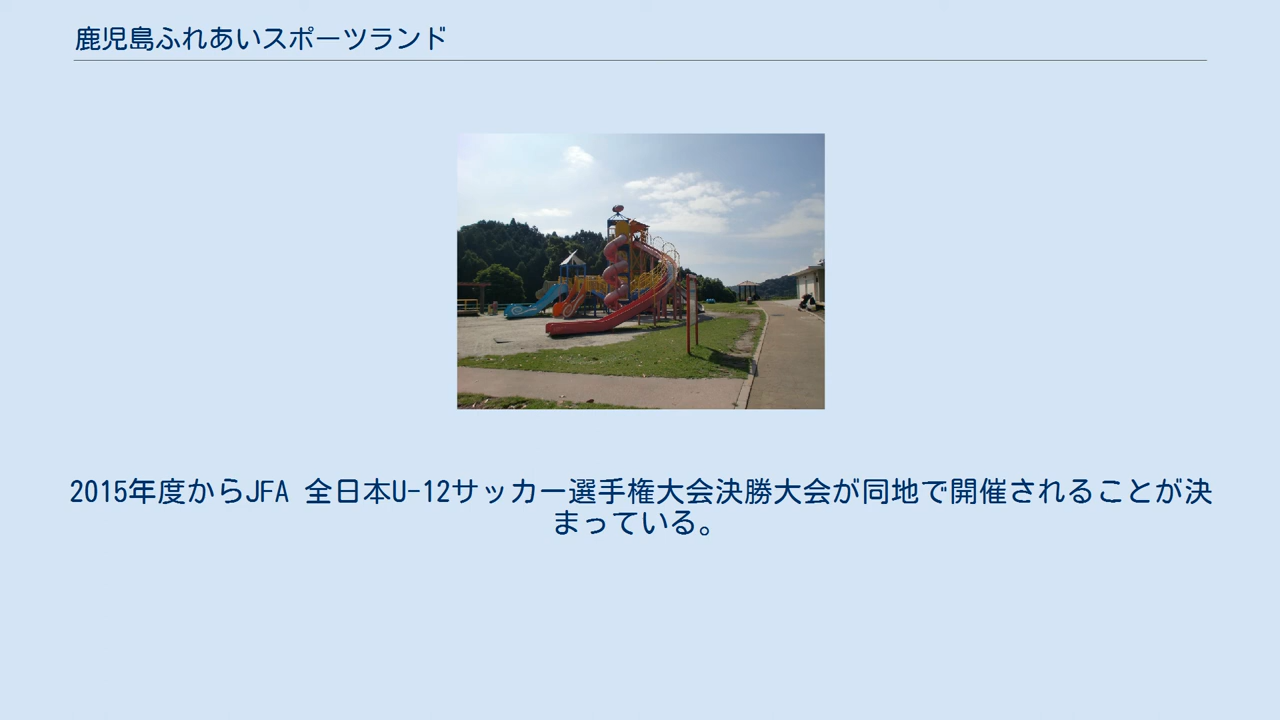 鹿児島ふれあいスポーツランド
2015年度からJFA 全日本U-12サッカー選手権大会決勝大会が同地で開催されることが決
まっている。